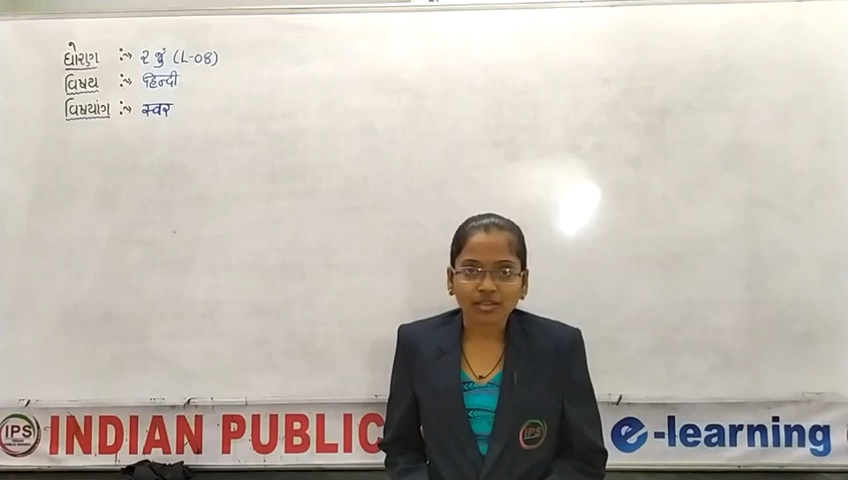 ધોરણ :~ ૨ જું (L-08)
વિષય :~ हिन्दी
વિષયાંગ :~ स्वर
IPS
INDIAN PUBLIC
e-learning
IPS